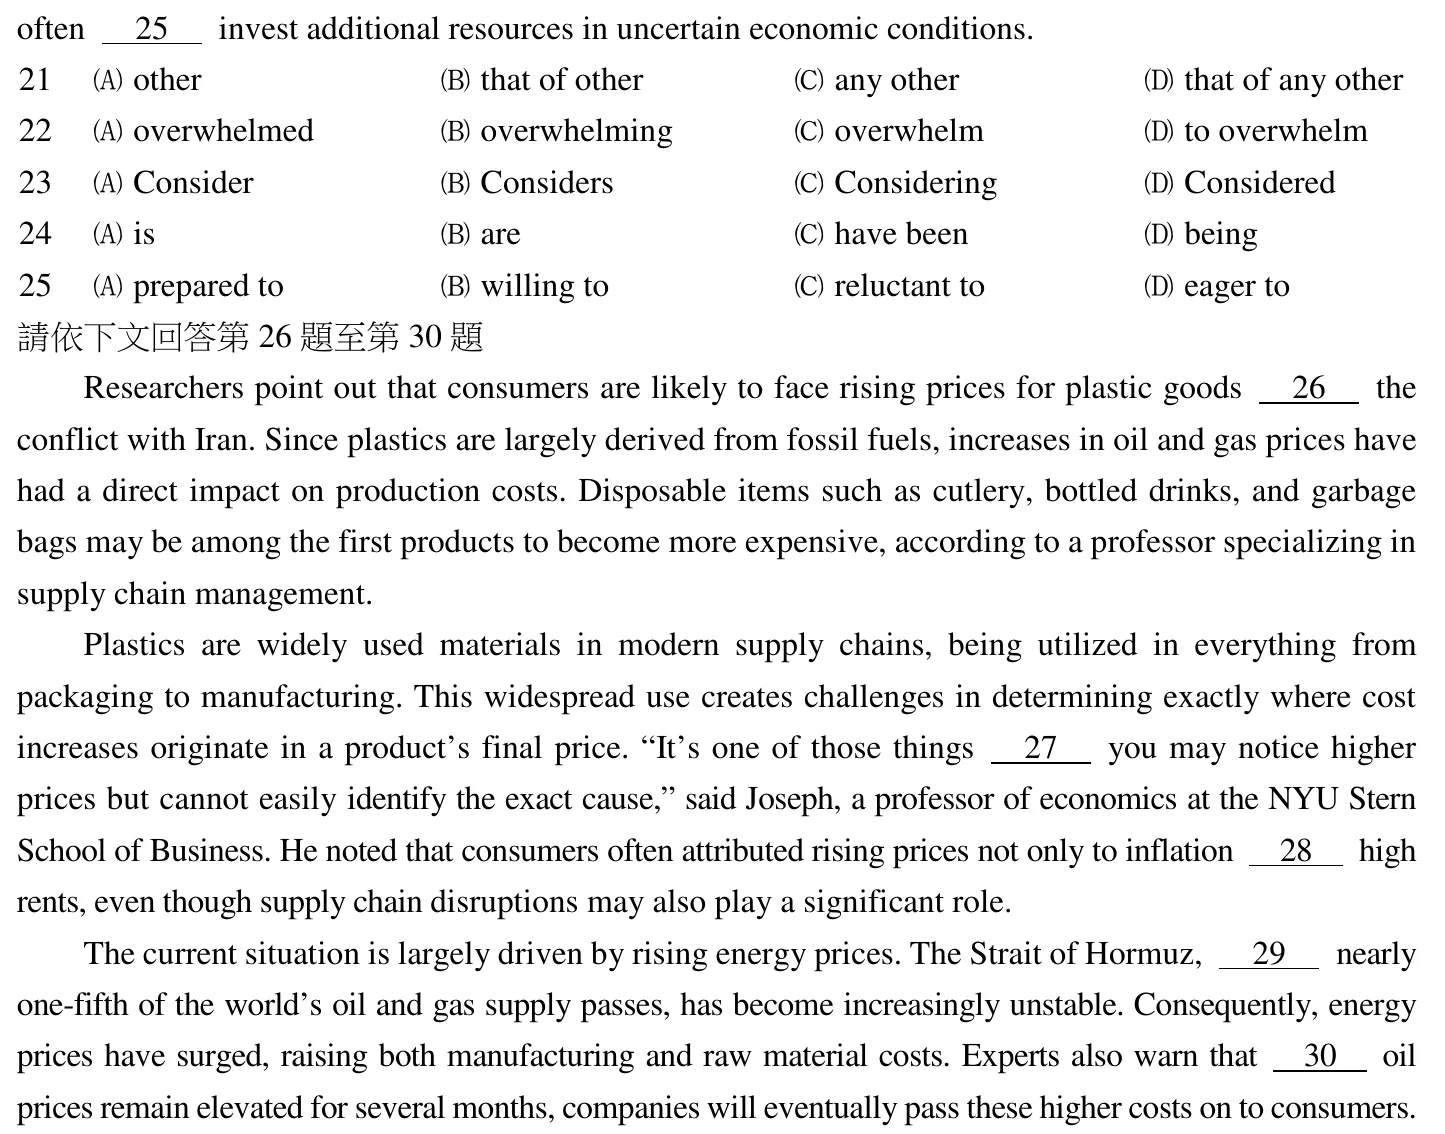 often 25 invest additional resources in uncertain economic conditions.
21 (A) other (B) that of other (C) any other (D) that of any other
22 (A) overwhelmed (B) overwhelming (C) overwhelm (D) to overwhelm
23 (A) Consider (B) Considers (C) Considering (D) Considered
24 (A) is (B) are (C) have been (D) being
25 (A) prepared to (B) willing to (C) reluctant to (D) eager to
請依下文回答第 26 題至第 30 題
Researchers point out that consumers are likely to face rising prices for plastic goods 26 the
conflict with Iran. Since plastics are largely derived from fossil fuels, increases in oil and gas prices have
had a direct impact on production costs. Disposable items such as cutlery, bottled drinks, and garbage
bags may be among the first products to become more expensive, according to a professor specializing in
supply chain management.
Plastics are widely used materials in modern supply chains, being utilized in everything from
packaging to manufacturing. This widespread use creates challenges in determining exactly where cost
increases originate in a product’s final price. “It’s one of those things 27 you may notice higher
prices but cannot easily identify the exact cause,” said Joseph, a professor of economics at the NYU Stern
School of Business. He noted that consumers often attributed rising prices not only to inflation 28 high
rents, even though supply chain disruptions may also play a significant role.
The current situation is largely driven by rising energy prices. The Strait of Hormuz, 29 nearly
one-fifth of the world’s oil and gas supply passes, has become increasingly unstable. Consequently, energy
prices have surged, raising both manufacturing and raw material costs. Experts also warn that 30 oil
prices remain elevated for several months, companies will eventually pass these higher costs on to consumers.